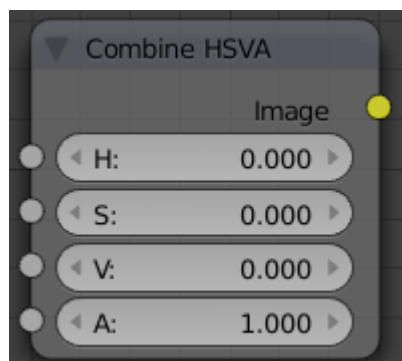 Combine HSVA
Image
H: 0.000
S: 0.000
V: 0.000
A: 1.000